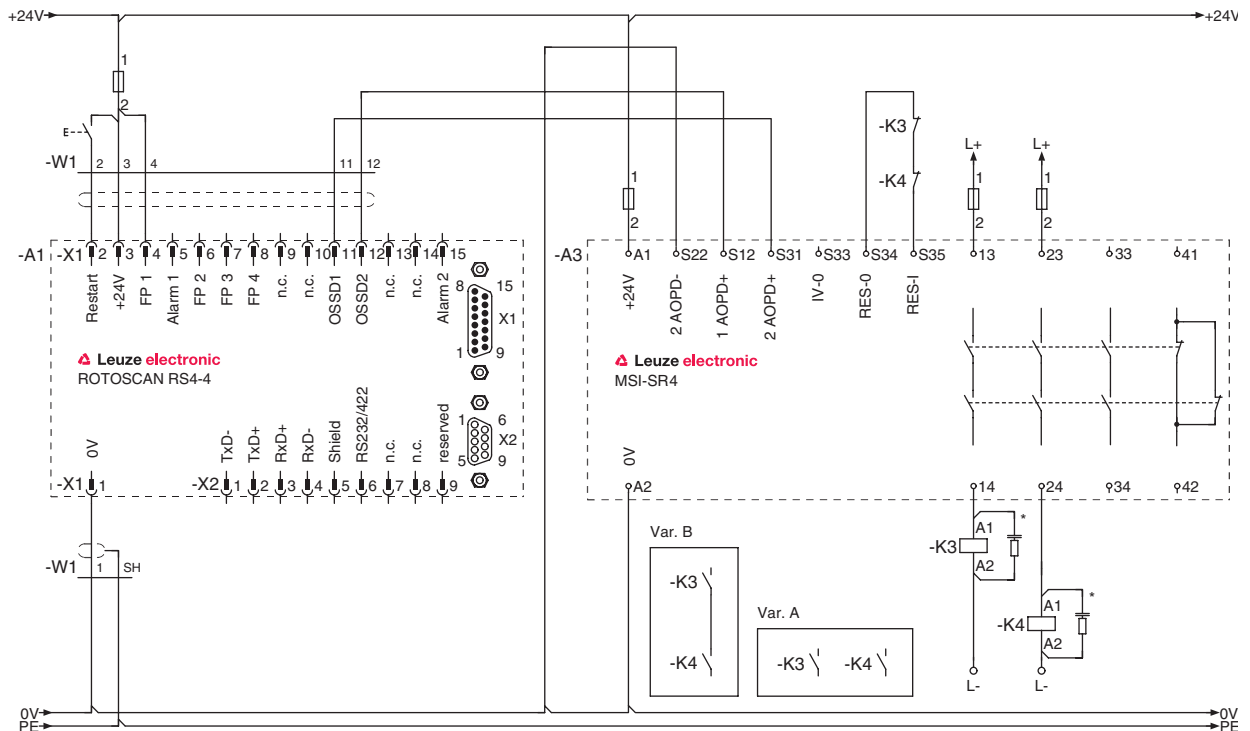 +24V +24V
1
2
E
-W1 2 3 4 11 12
-K3
-K4
L+ L+
1 1 1
2 2 2
-A1 -X1 2 3 4 5 6 7 8 9 10 11 12 13 14 15
Restart +24V FP 1 Alarm 1 FP 2 FP 3 FP 4 n.c. n.c. OSSD1 OSSD2 n.c. n.c. Alarm 2
8 15
X1
1 9
Leuze electronic
ROTOSCAN RS4-4
1 6
X2
5 9
0V TxD- TxD+ RxD+ RxD- Shield RS232/422 n.c. n.c. reserved
-X1 1 -X2 1 2 3 4 5 6 7 8 9
-W1 1 SH
-A3 A1 S22 S12 S31 S33 S34 S35 13 23 33 41
+24V 2 AOPD- 1 AOPD+ 2 AOPD+ IV-0 RES-0 RES-I
Leuze electronic
MSI-SR4
0V
A2 14 24 34 42
Var. B
-K3
-K4
Var. A
-K3 -K4
A1 *
-K3
A2
A1 *
-K4
A2
L- L-
0V 0V
PE PE